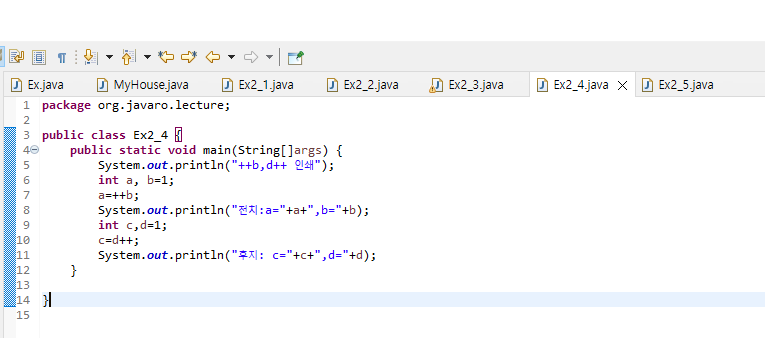 Ex.java MyHouse.java Ex2_1.java Ex2_2.java Ex2_3.java Ex2_4.java Ex2_5.java
1 package org.javaro.lecture;
2
3 public class Ex2_4 {
4 public static void main(String[]args) {
5 System.out.println("++b,d++ 인쇄");
6 int a, b=1;
7 a=++b;
8 System.out.println("전치:a="+a+",b="+b);
9 int c,d=1;
10 c=d++;
11 System.out.println("후치: c="+c+",d="+d);
12 }
13
14 }
15